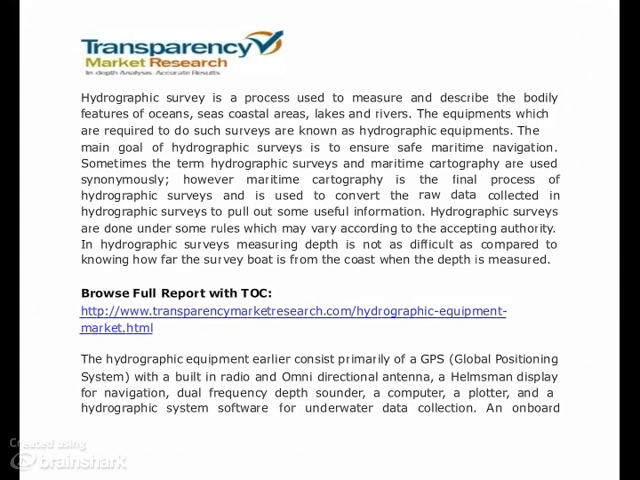 Transparency
Market Research
In-depth Analysis. Accurate Results
Hydrographic survey is a process used to measure and describe the bodily
features of oceans, seas coastal areas, lakes and rivers. The equipments which
are required to do such surveys are known as hydrographic equipments. The
main goal of hydrographic surveys is to ensure safe maritime navigation.
Sometimes the term hydrographic surveys and maritime cartography are used
synonymously; however maritime cartography is the final process of
hydrographic surveys and is used to convert the raw data collected in
hydrographic surveys to pull out some useful information. Hydrographic surveys
are done under some rules which may vary according to the accepting authority.
In hydrographic surveys measuring depth is not as difficult as compared to
knowing how far the survey boat is from the coast when the depth is measured.
Browse Full Report with TOC:
http://www.transparencymarketresearch.com/hydrographic-equipment-
market.html
The hydrographic equipment earlier consist primarily of a GPS (Global Positioning
System) with a built in radio and Omni directional antenna, a Helmsman display
for navigation, dual frequency depth sounder, a computer, a plotter, and a
hydrographic system software for underwater data collection. An onboard
Created using
brainshark